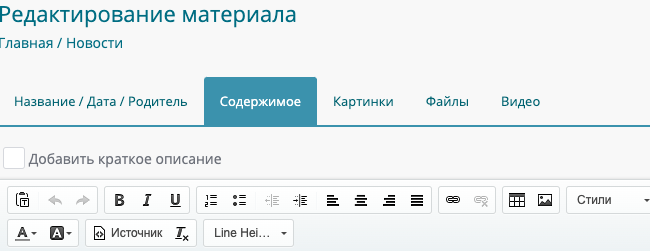 Редактирование материала
Главная / Новости
Название / Дата / Родитель Содержимое Картинки Файлы Видео
Добавить краткое описание
B I U Стили
A A Источник Line Hei...